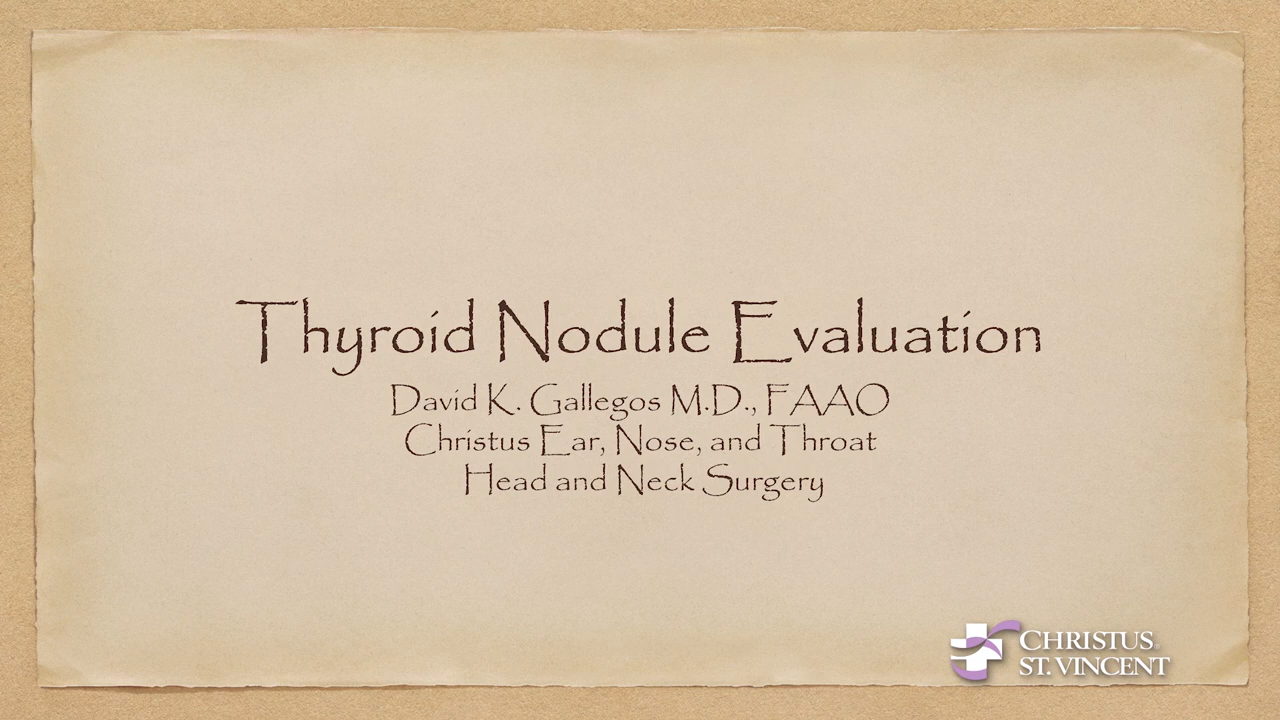 Thyroid Nodule Evaluation
David K. Gallegos M.D., FAAO
Christus Ear, Nose, and Throat
Head and Neck Surgery
CHRISTUS
ST. VINCENT